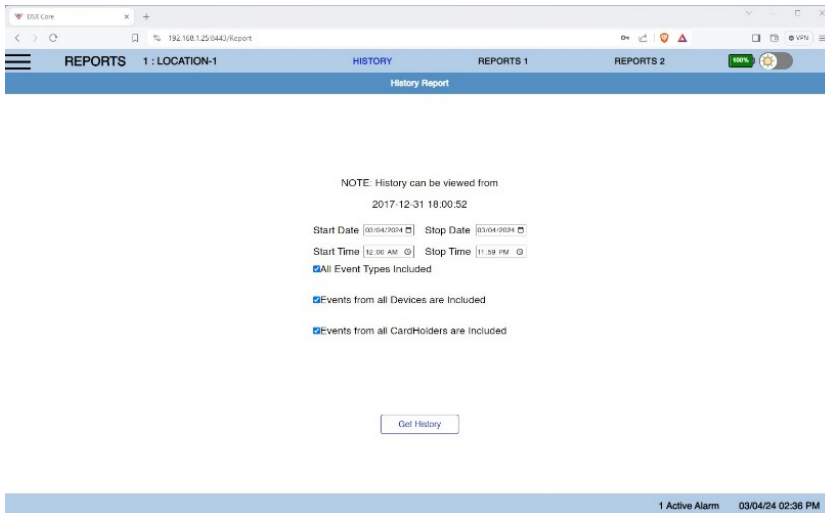 DSX Core
192.168.1.25:8443/Report
VPN
REPORTS 1 : LOCATION-1 HISTORY REPORTS 1 REPORTS 2 100%
History Report
NOTE: History can be viewed from
2017-12-31 18:00:52
Start Date 03/04/2024 Stop Date 03/04/2024
Start Time 12:00 AM Stop Time 11:59 PM
All Event Types Included
Events from all Devices are Included
Events from all CardHolders are Included
Get History
1 Active Alarm 03/04/24 02:36 PM